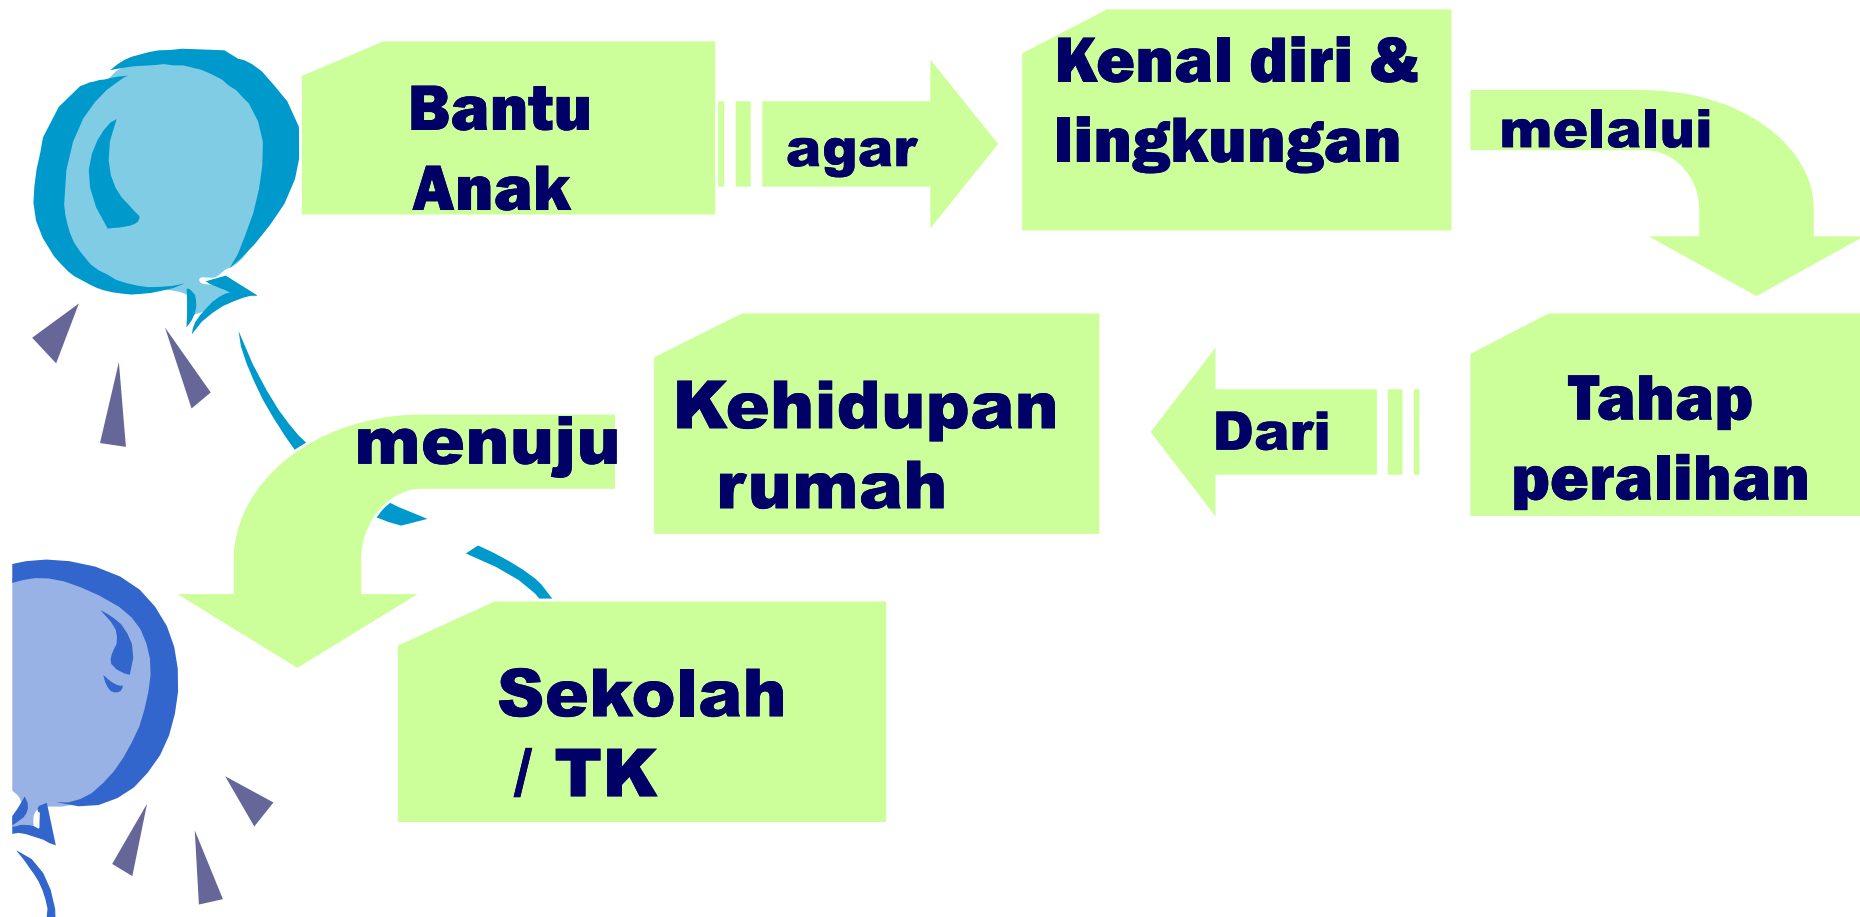 Bantu
Anak
agar
Kenal diri &
lingkungan
melalui
Tahap
peralihan
Dari
Kehidupan
rumah
menuju
Sekolah
/ TK